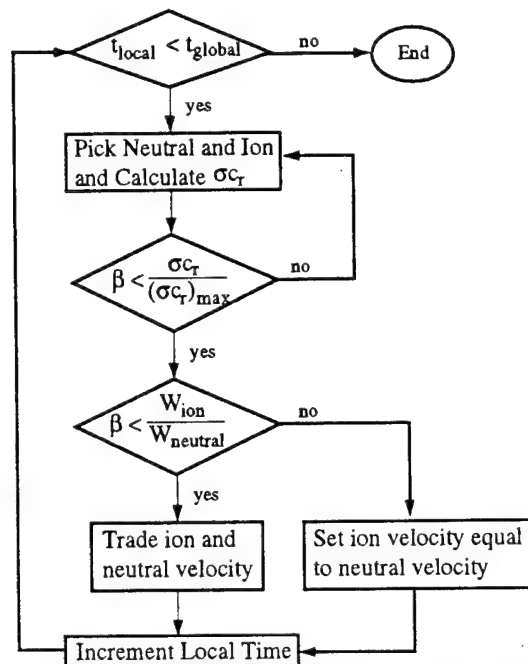 t_local < t_global
no
End
yes
Pick Neutral and Ion
and Calculate σc_r
β < σc_r / (σc_r)_max
no
yes
β < W_ion / W_neutral
no
yes
Trade ion and
neutral velocity
Set ion velocity equal
to neutral velocity
Increment Local Time